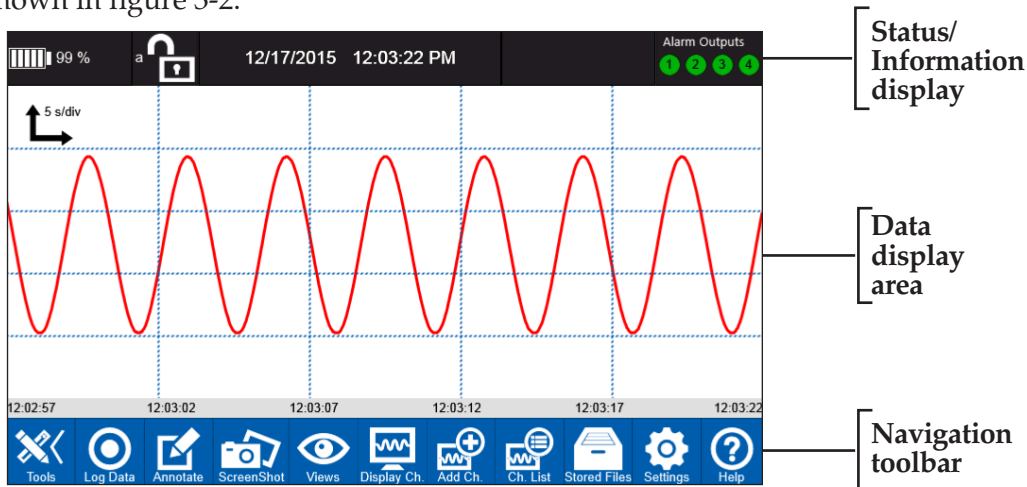 hown in figure 3-2.
99 %
a
12/17/2015 12:03:22 PM
Alarm Outputs
1 2 3 4
Status/
Information
display
5 s/div
Data
display
area
12:02:57 12:03:02 12:03:07 12:03:12 12:03:17 12:03:22
Tools Log Data Annotate ScreenShot Views Display Ch. Add Ch. Ch. List Stored Files Settings Help
Navigation
toolbar